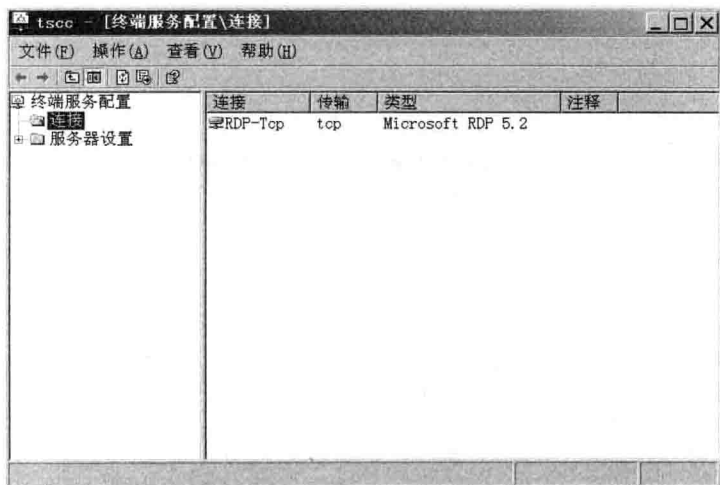 tscc - [终端服务配置\连接]
文件(F) 操作(A) 查看(V) 帮助(H)
终端服务配置
连接
服务器设置
连接 传输 类型 注释
RDP-Tcp tcp Microsoft RDP 5.2